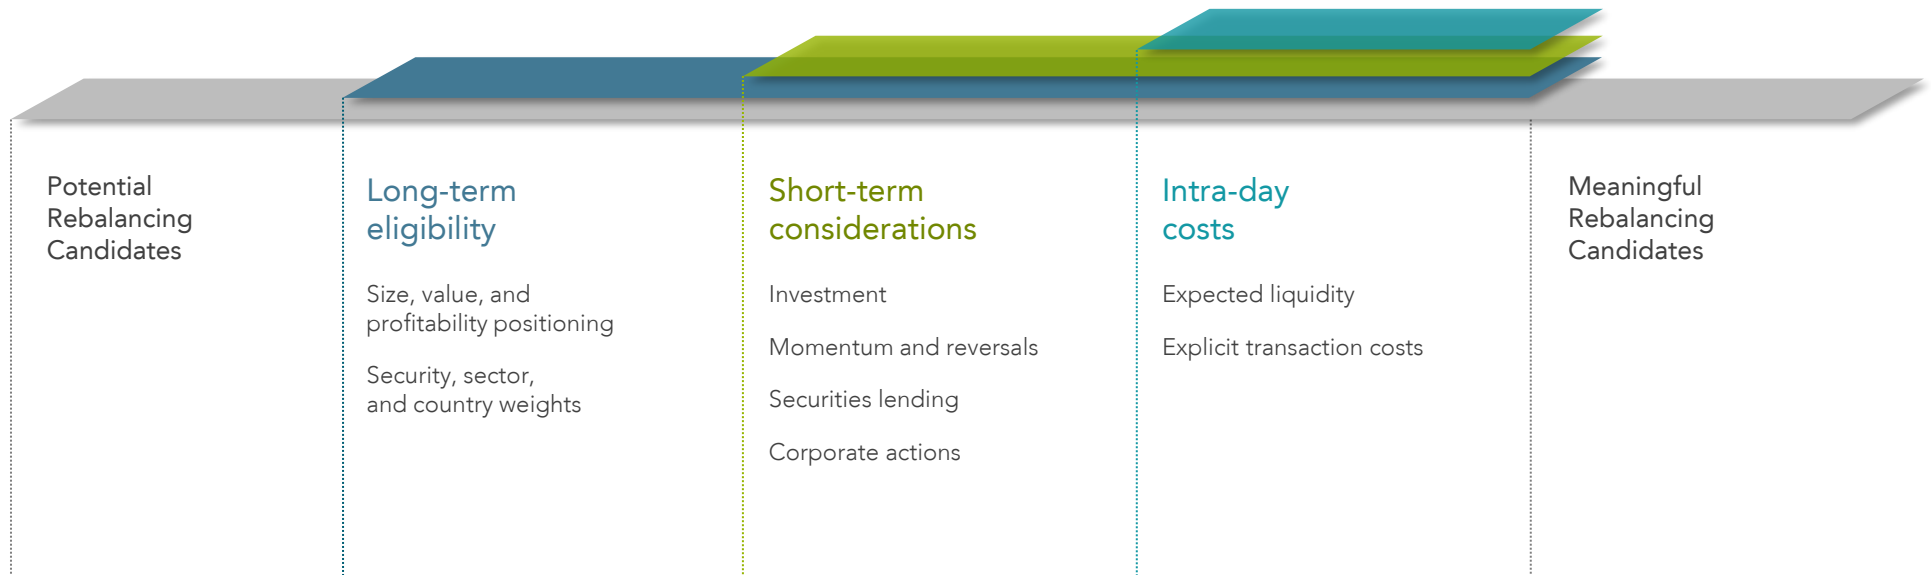 Potential
Rebalancing
Candidates
Long-term
eligibility
Size, value, and
profitability positioning
Security, sector,
and country weights
Short-term
considerations
Investment
Momentum and reversals
Securities lending
Corporate actions
Intra-day
costs
Expected liquidity
Explicit transaction costs
Meaningful
Rebalancing
Candidates